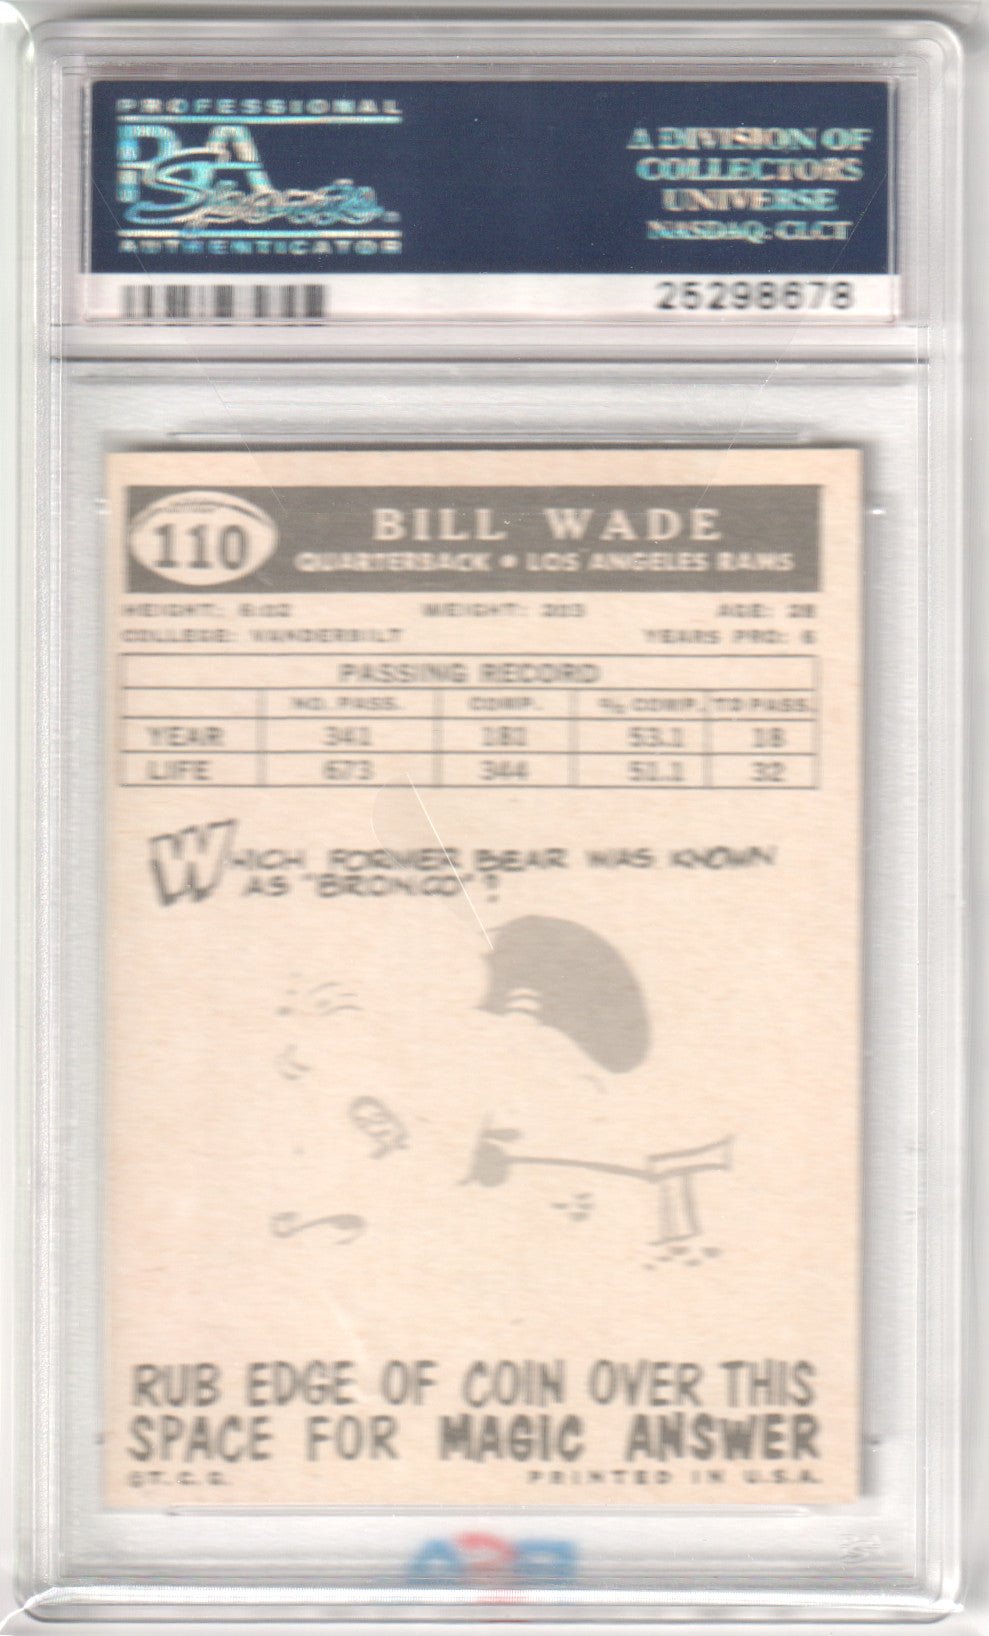 PROFESSIONAL
PSA
Sports
AUTHENTICATOR
A DIVISION OF
COLLECTORS
UNIVERSE
NASDAQ: CLCT
25298678
110
BILL WADE
QUARTERBACK • LOS ANGELES RAMS
HEIGHT: 6:02 WEIGHT: 203 AGE: 28
COLLEGE: VANDERBILT YEARS PRO: 6
PASSING RECORD
NO. PASS. COMP. % COMP. TD PASS.
YEAR 341 181 53.1 18
LIFE 673 344 51.1 32
WHICH FORMER BEAR WAS KNOWN
AS "BRONCO"?
RUB EDGE OF COIN OVER THIS
SPACE FOR MAGIC ANSWER
©T.C.G. PRINTED IN U.S.A.
PSA